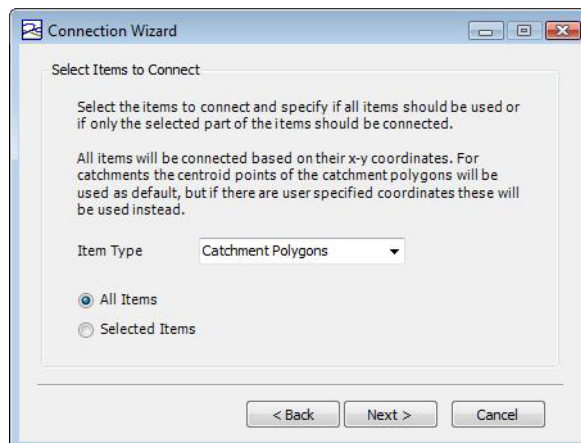 Connection Wizard
Select Items to Connect
Select the items to connect and specify if all items should be used or
if only the selected part of the items should be connected.
All items will be connected based on their x-y coordinates. For
catchments the centroid points of the catchment polygons will be
used as default, but if there are user specified coordinates these will
be used instead.
Item Type Catchment Polygons
All Items
Selected Items
< Back Next > Cancel